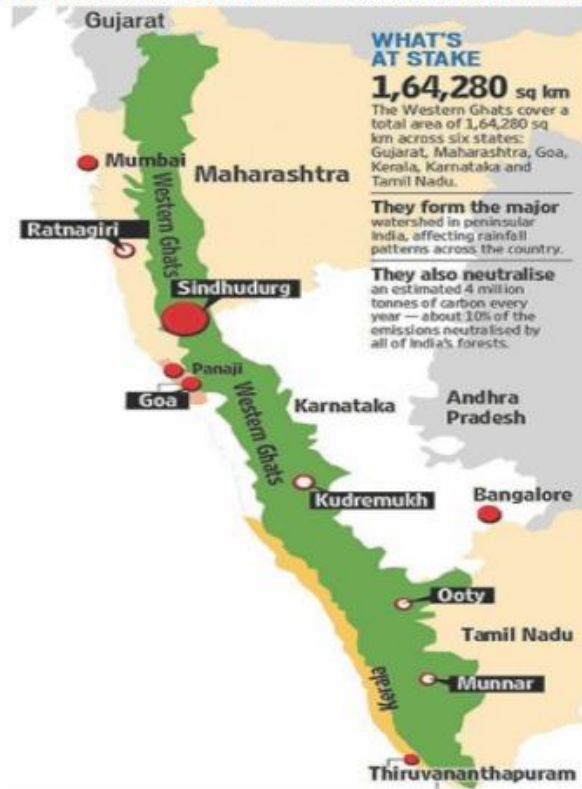 Gujarat
WHAT'S
AT STAKE
1,64,280 sq km
The Western Ghats cover a
total area of 1,64,280 sq
km across six states:
Gujarat, Maharashtra, Goa,
Kerala, Karnataka and
Tamil Nadu.
They form the major
watershed in peninsular
India, affecting rainfall
patterns across the country.
They also neutralise
an estimated 4 million
tonnes of carbon every
year — about 10% of the
emissions neutralised by
all of India's forests.
Mumbai
Maharashtra
Western Ghats
Ratnagiri
Sindhudurg
Panaji
Goa
Western Ghats
Karnataka
Andhra
Pradesh
Kudremukh
Bangalore
Ooty
Tamil Nadu
Kerala
Munnar
Thiruvananthapuram